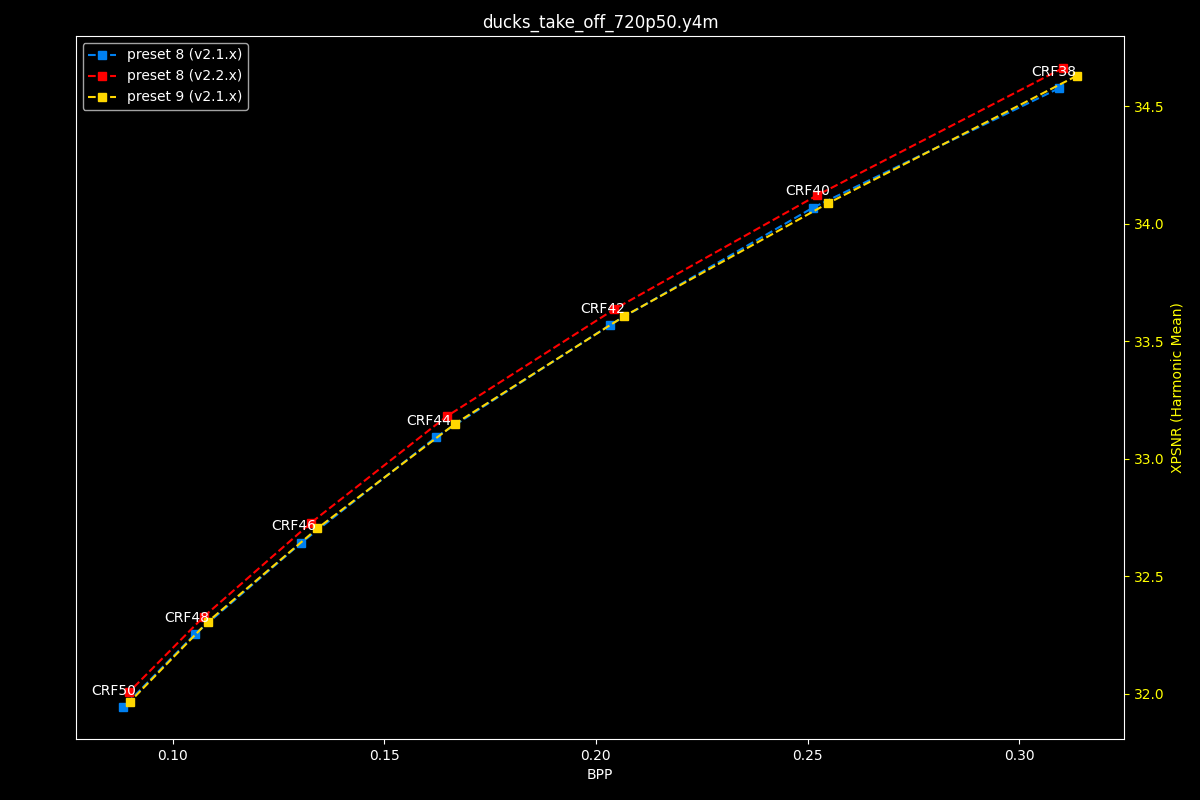 ducks_take_off_720p50.y4m
preset 8 (v2.1.x)
preset 8 (v2.2.x)
preset 9 (v2.1.x)
CRF38
CRF40
CRF42
CRF44
CRF46
CRF48
CRF50
34.5
34.0
33.5
33.0
32.5
32.0
XPSNR (Harmonic Mean)
0.10
0.15
0.20
0.25
0.30
BPP